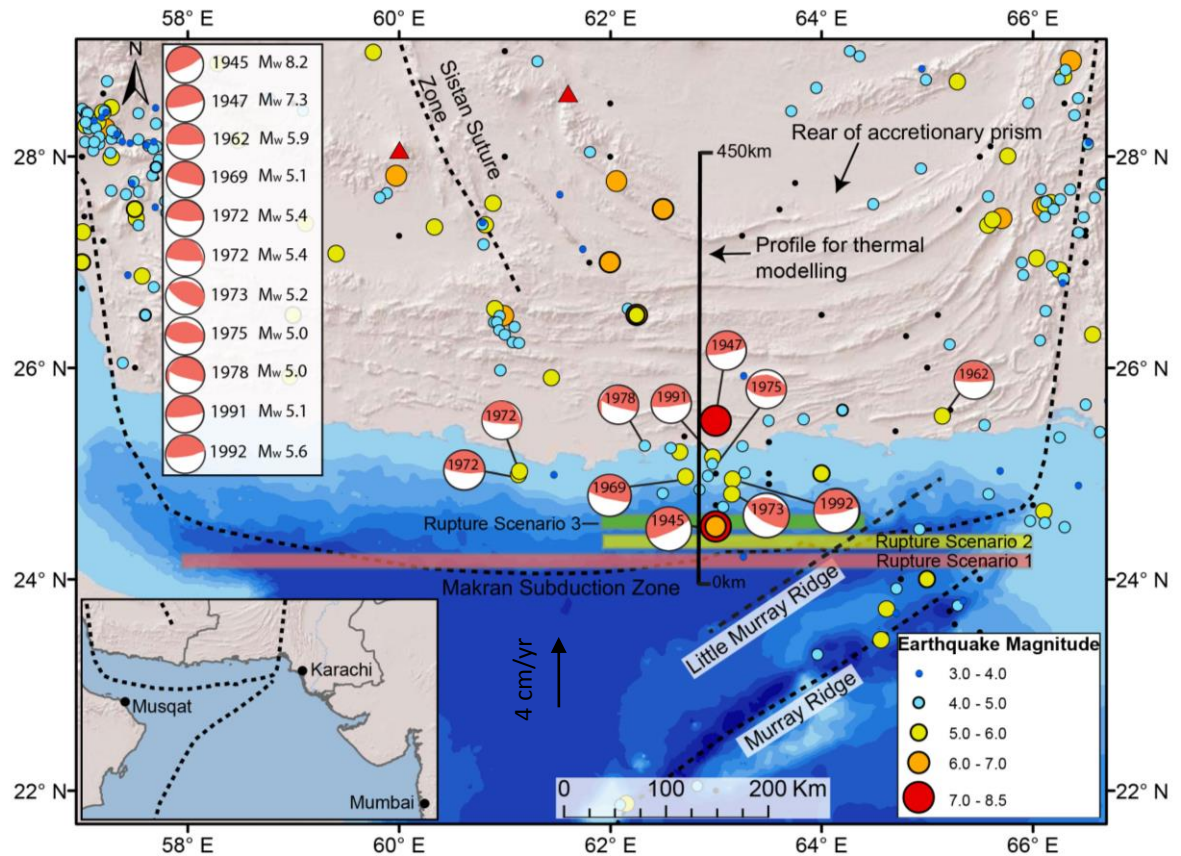 58° E
60° E
62° E
64° E
66° E
N
1945 Mw 8.2
1947 Mw 7.3
1962 Mw 5.9
1969 Mw 5.1
1972 Mw 5.4
1972 Mw 5.4
1973 Mw 5.2
1975 Mw 5.0
1978 Mw 5.0
1991 Mw 5.1
1992 Mw 5.6
Sistan Suture
Zone
Rear of accretionary prism
28° N
450km
28° N
Profile for thermal
modelling
26° N
26° N
1947
1975
1962
1978
1991
1972
1972
1969
1945
1973
1992
Rupture Scenario 3
Rupture Scenario 2
Rupture Scenario 1
24° N
24° N
Makran Subduction Zone
0km
Little Murray Ridge
Murray Ridge
4 cm/yr
Karachi
Musqat
Mumbai
Earthquake Magnitude
3.0 - 4.0
4.0 - 5.0
5.0 - 6.0
6.0 - 7.0
7.0 - 8.5
0 100 200 Km
22° N
22° N
58° E
60° E
62° E
64° E
66° E